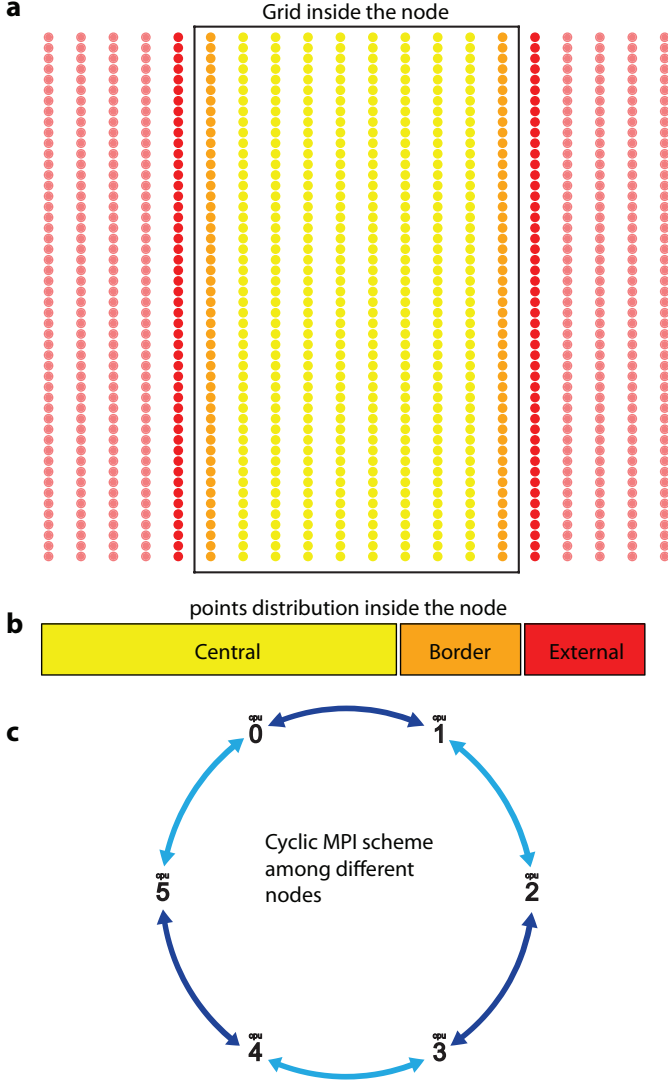 a
Grid inside the node
points distribution inside the node
b
Central
Border
External
c
cpu
0
cpu
1
Cyclic MPI scheme
among different
nodes
cpu
5
cpu
2
cpu
4
cpu
3